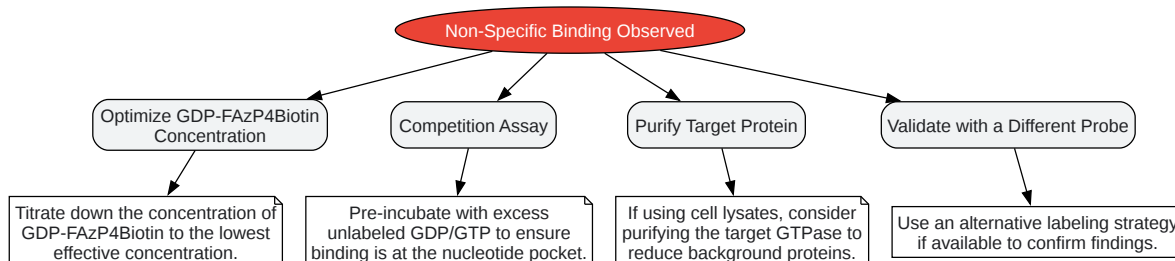 Non-Specific Binding Observed
Optimize GDP-FAzP4Biotin
Concentration
Competition Assay
Purify Target Protein
Validate with a Different Probe
Titrate down the concentration of
GDP-FAzP4Biotin to the lowest
effective concentration.
Pre-incubate with excess
unlabeled GDP/GTP to ensure
binding is at the nucleotide pocket.
If using cell lysates, consider
purifying the target GTPase to
reduce background proteins.
Use an alternative labeling strategy
if available to confirm findings.